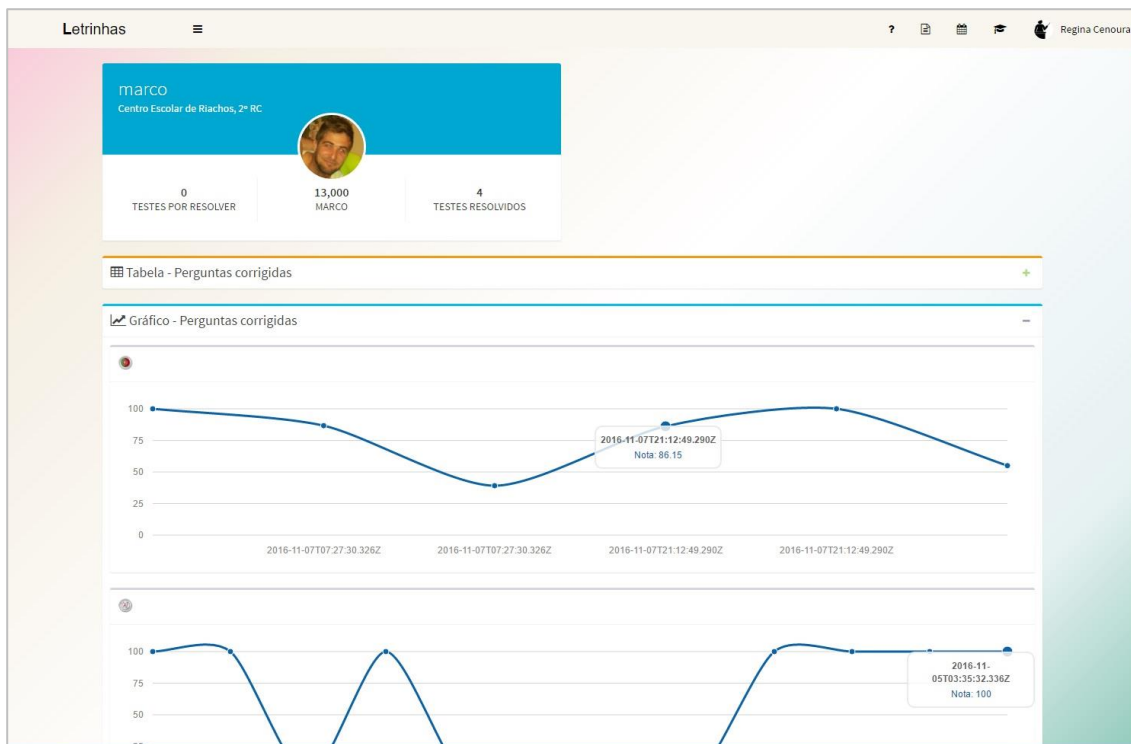 Letrinhas
? Regina Cenoura
marco
Centro Escolar de Riachos, 2º RC
0 13,000 4
TESTES POR RESOLVER MARCO TESTES RESOLVIDOS
Tabela - Perguntas corrigidas +
Gráfico - Perguntas corrigidas -
100
75
2016-11-07T21:12:49.290Z
Nota: 86.15
50
25
0
2016-11-07T07:27:30.326Z 2016-11-07T07:27:30.326Z 2016-11-07T21:12:49.290Z 2016-11-07T21:12:49.290Z
100
2016-11-
05T03:35:32.336Z
75
Nota: 100
50